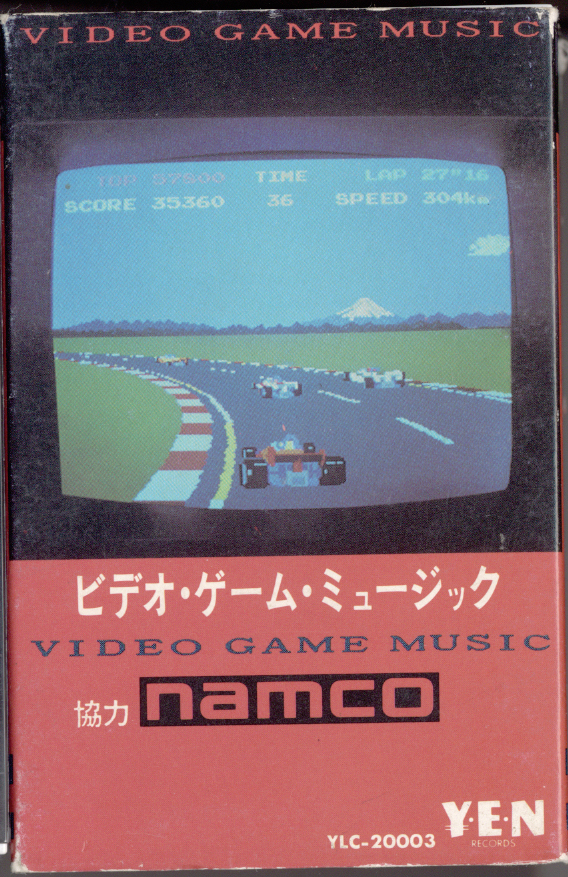 VIDEO GAME MUSIC
TOP 37800 TIME LAP 27"16
SCORE 35360 36 SPEED 304km
ビデオ・ゲーム・ミュージック
VIDEO GAME MUSIC
協力 namco
Y·E·N
RECORDS
YLC-20003